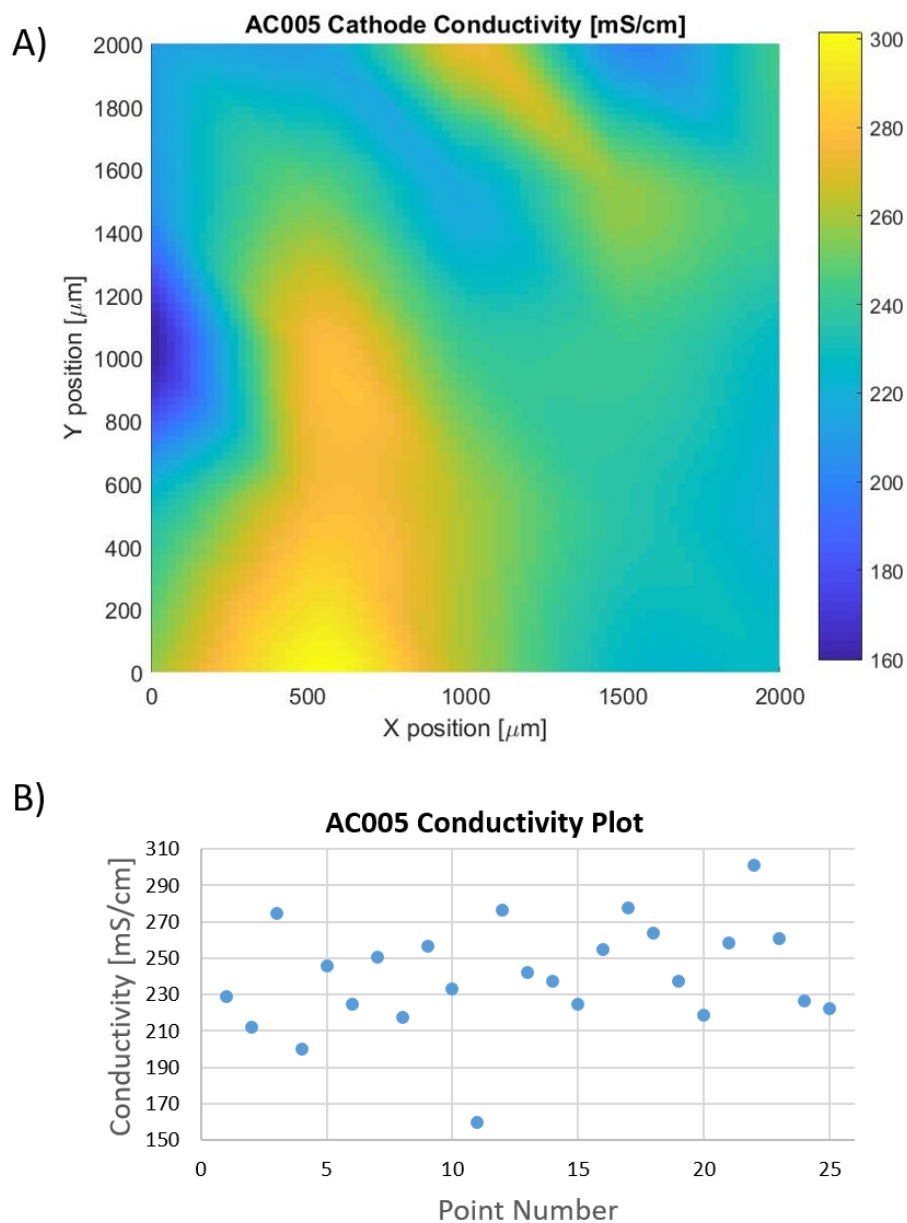 A)
AC005 Cathode Conductivity [mS/cm]
2000
1800
1600
1400
1200
1000
800
600
400
200
0
Y position [μm]
0 500 1000 1500 2000
X position [μm]
300
280
260
240
220
200
180
160
B)
AC005 Conductivity Plot
310
290
270
250
230
210
190
170
150
Conductivity [mS/cm]
0 5 10 15 20 25
Point Number